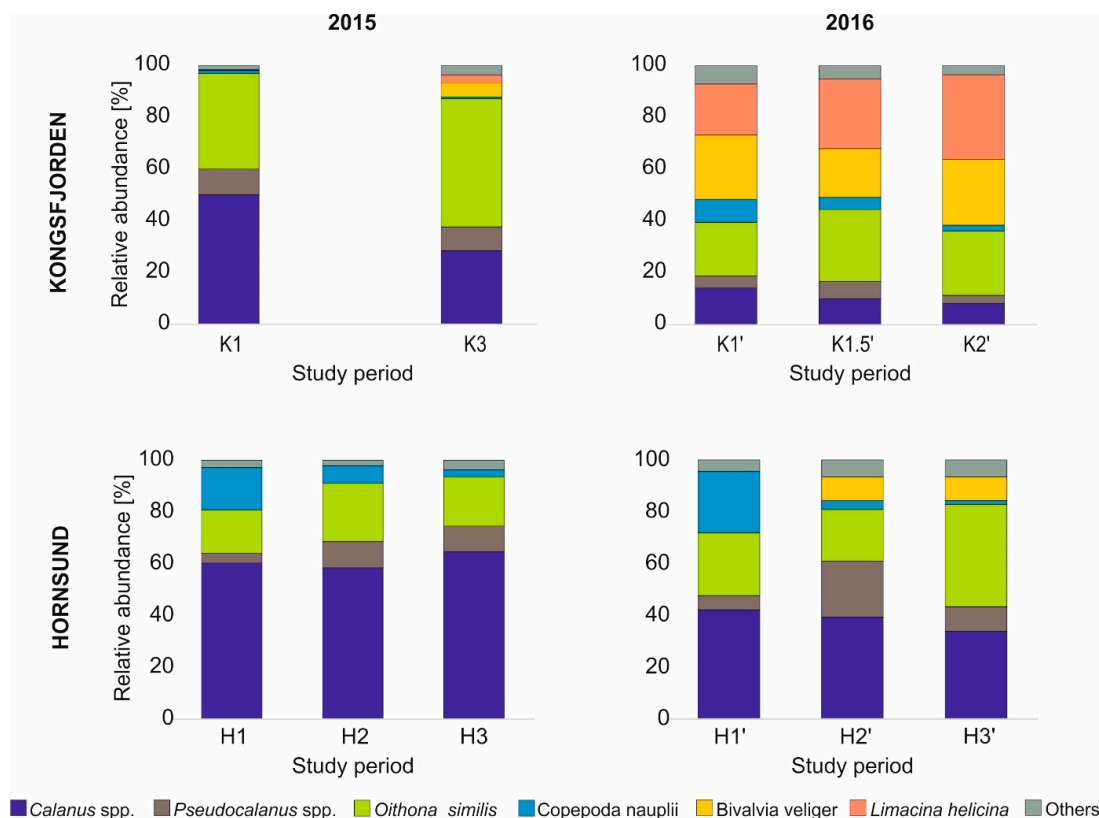 2015 2016
KONGSFJORDEN
Relative abundance [%]
100 100
80 80
60 60
40 40
20 20
0 0
K1 K3 K1' K1.5' K2'
Study period Study period
HORNSUND
Relative abundance [%]
100 100
80 80
60 60
40 40
20 20
0 0
H1 H2 H3 H1' H2' H3'
Study period Study period
Calanus spp. Pseudocalanus spp. Oithona similis Copepoda nauplii Bivalvia veliger Limacina helicina Others